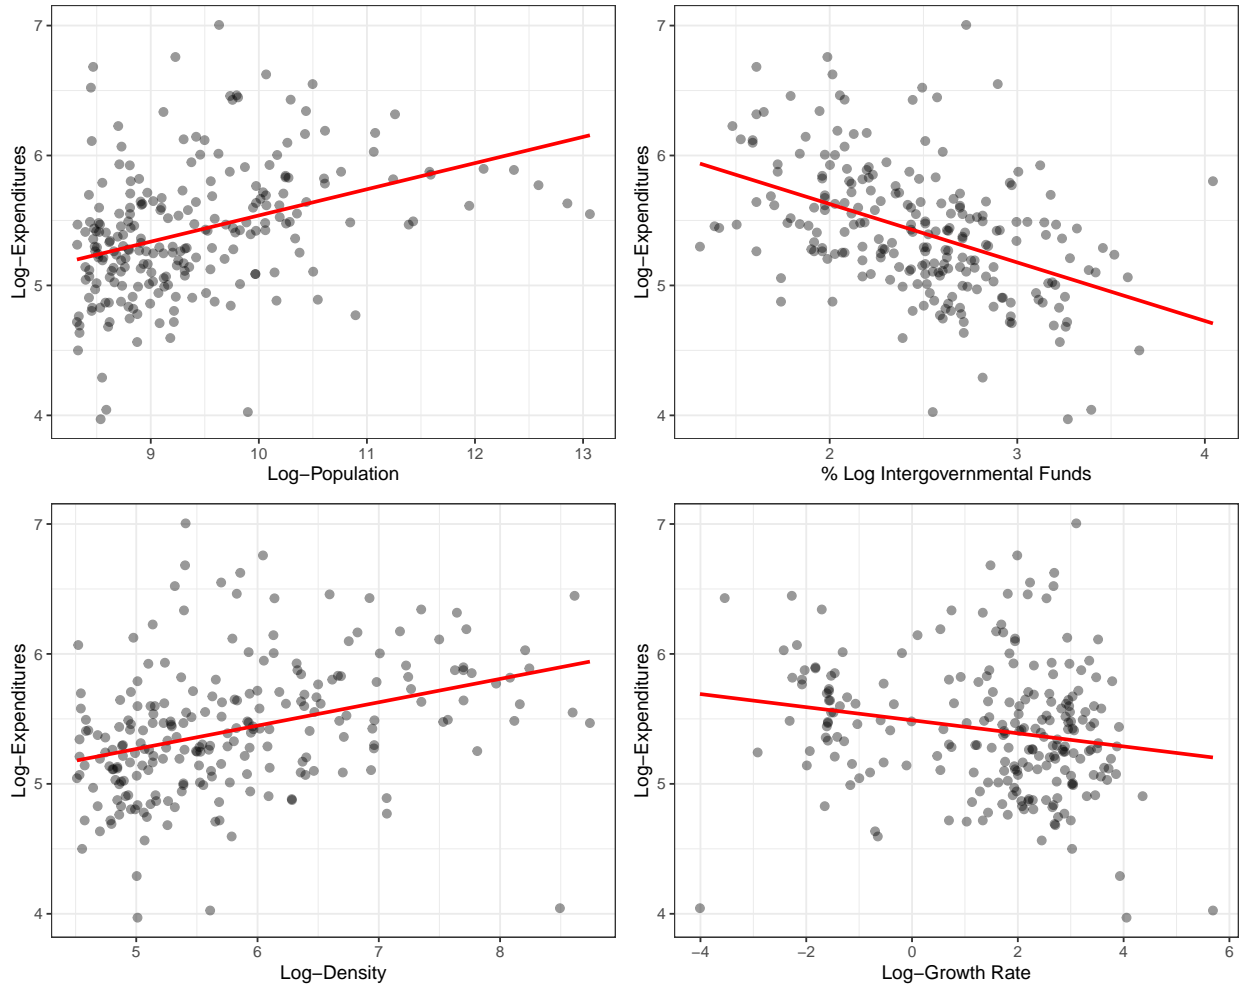 7
6
5
4
Log−Expenditures
9 10 11 12 13
Log−Population
7
6
5
4
Log−Expenditures
2 3 4
% Log Intergovernmental Funds
7
6
5
4
Log−Expenditures
5 6 7 8
Log−Density
7
6
5
4
Log−Expenditures
−4 −2 0 2 4 6
Log−Growth Rate